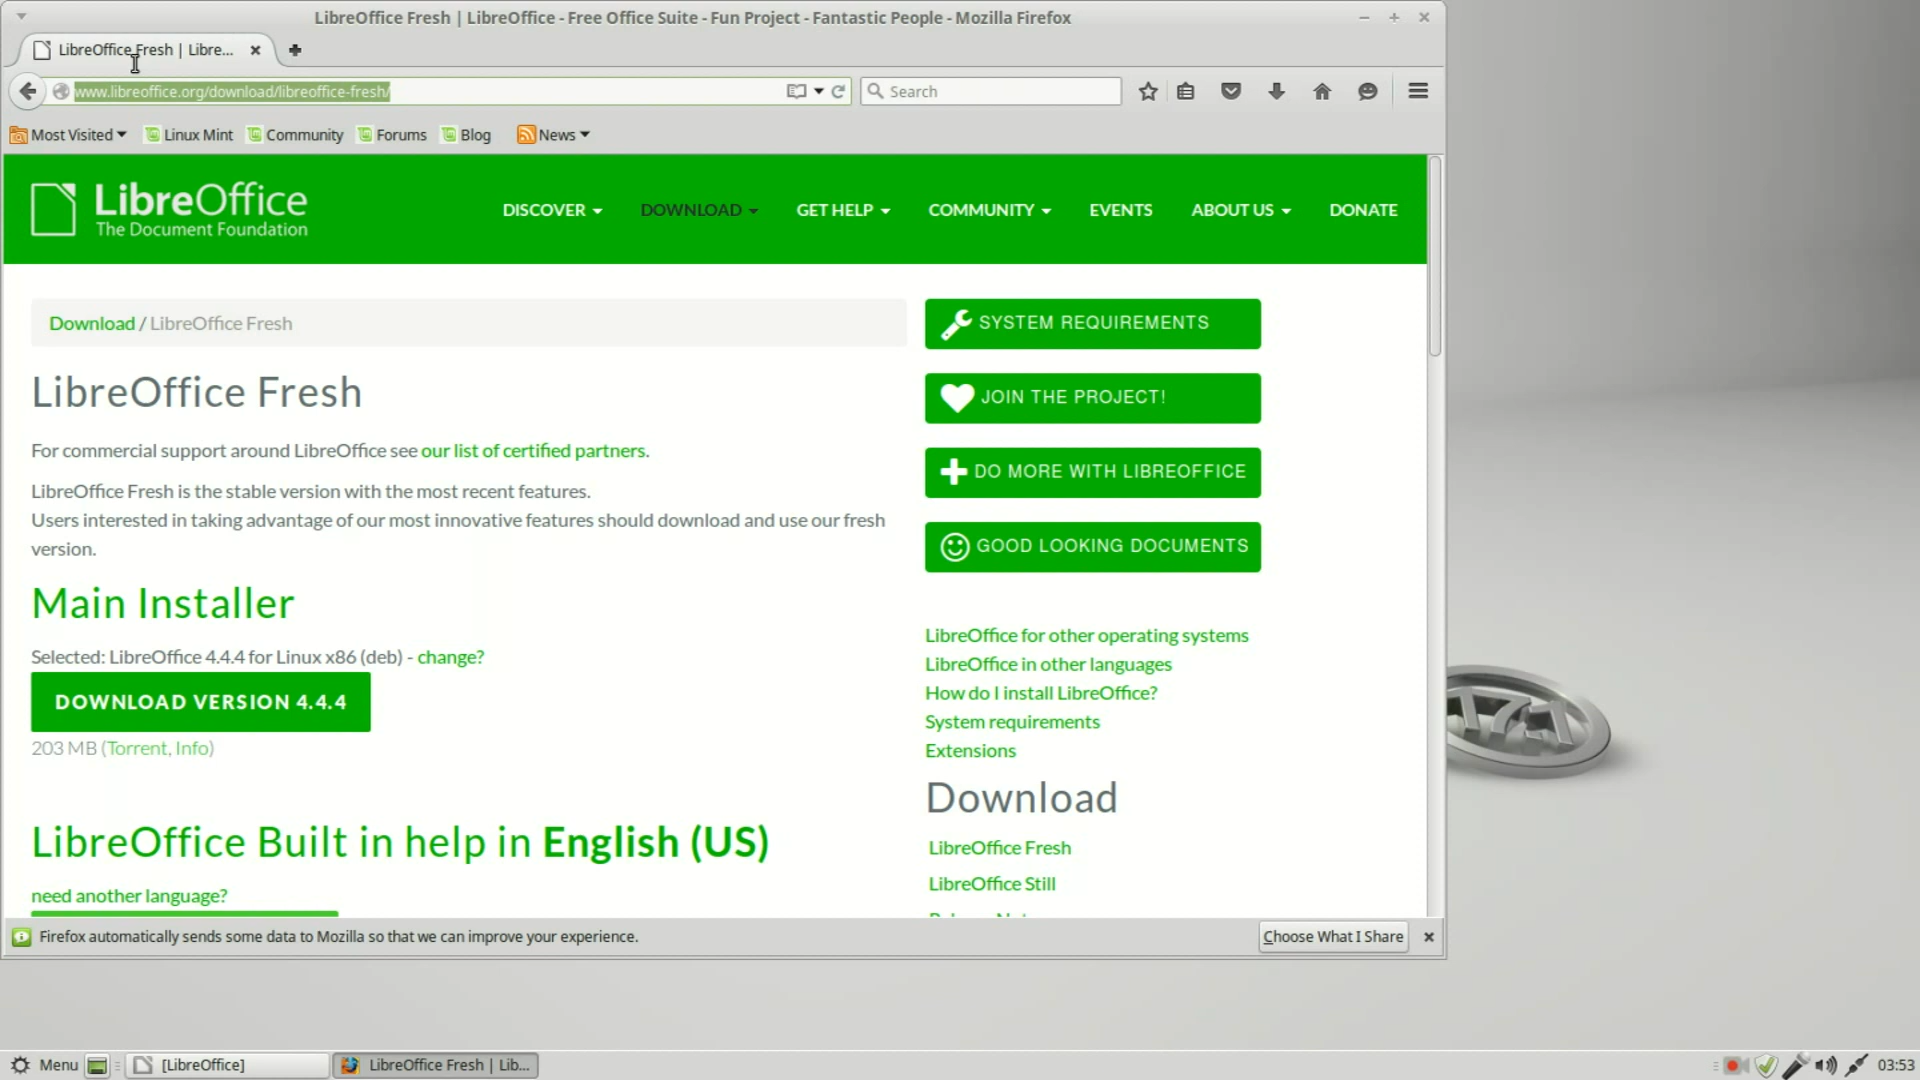 LibreOffice Fresh | LibreOffice - Free Office Suite - Fun Project - Fantastic People - Mozilla Firefox
LibreOffice Fresh | Libre...
www.libreoffice.org/download/libreoffice-fresh/
Search
Most Visited
Linux Mint
Community
Forums
Blog
News
LibreOffice
The Document Foundation
DISCOVER
DOWNLOAD
GET HELP
COMMUNITY
EVENTS
ABOUT US
DONATE
Download / LibreOffice Fresh
LibreOffice Fresh
For commercial support around LibreOffice see our list of certified partners.
LibreOffice Fresh is the stable version with the most recent features.
Users interested in taking advantage of our most innovative features should download and use our fresh
version.
Main Installer
Selected: LibreOffice 4.4.4 for Linux x86 (deb) - change?
DOWNLOAD VERSION 4.4.4
203 MB (Torrent, Info)
LibreOffice Built in help in English (US)
need another language?
SYSTEM REQUIREMENTS
JOIN THE PROJECT!
DO MORE WITH LIBREOFFICE
GOOD LOOKING DOCUMENTS
LibreOffice for other operating systems
LibreOffice in other languages
How do I install LibreOffice?
System requirements
Extensions
Download
LibreOffice Fresh
LibreOffice Still
17.1
Firefox automatically sends some data to Mozilla so that we can improve your experience.
Choose What I Share
Menu
[LibreOffice]
LibreOffice Fresh | Lib...
03:53